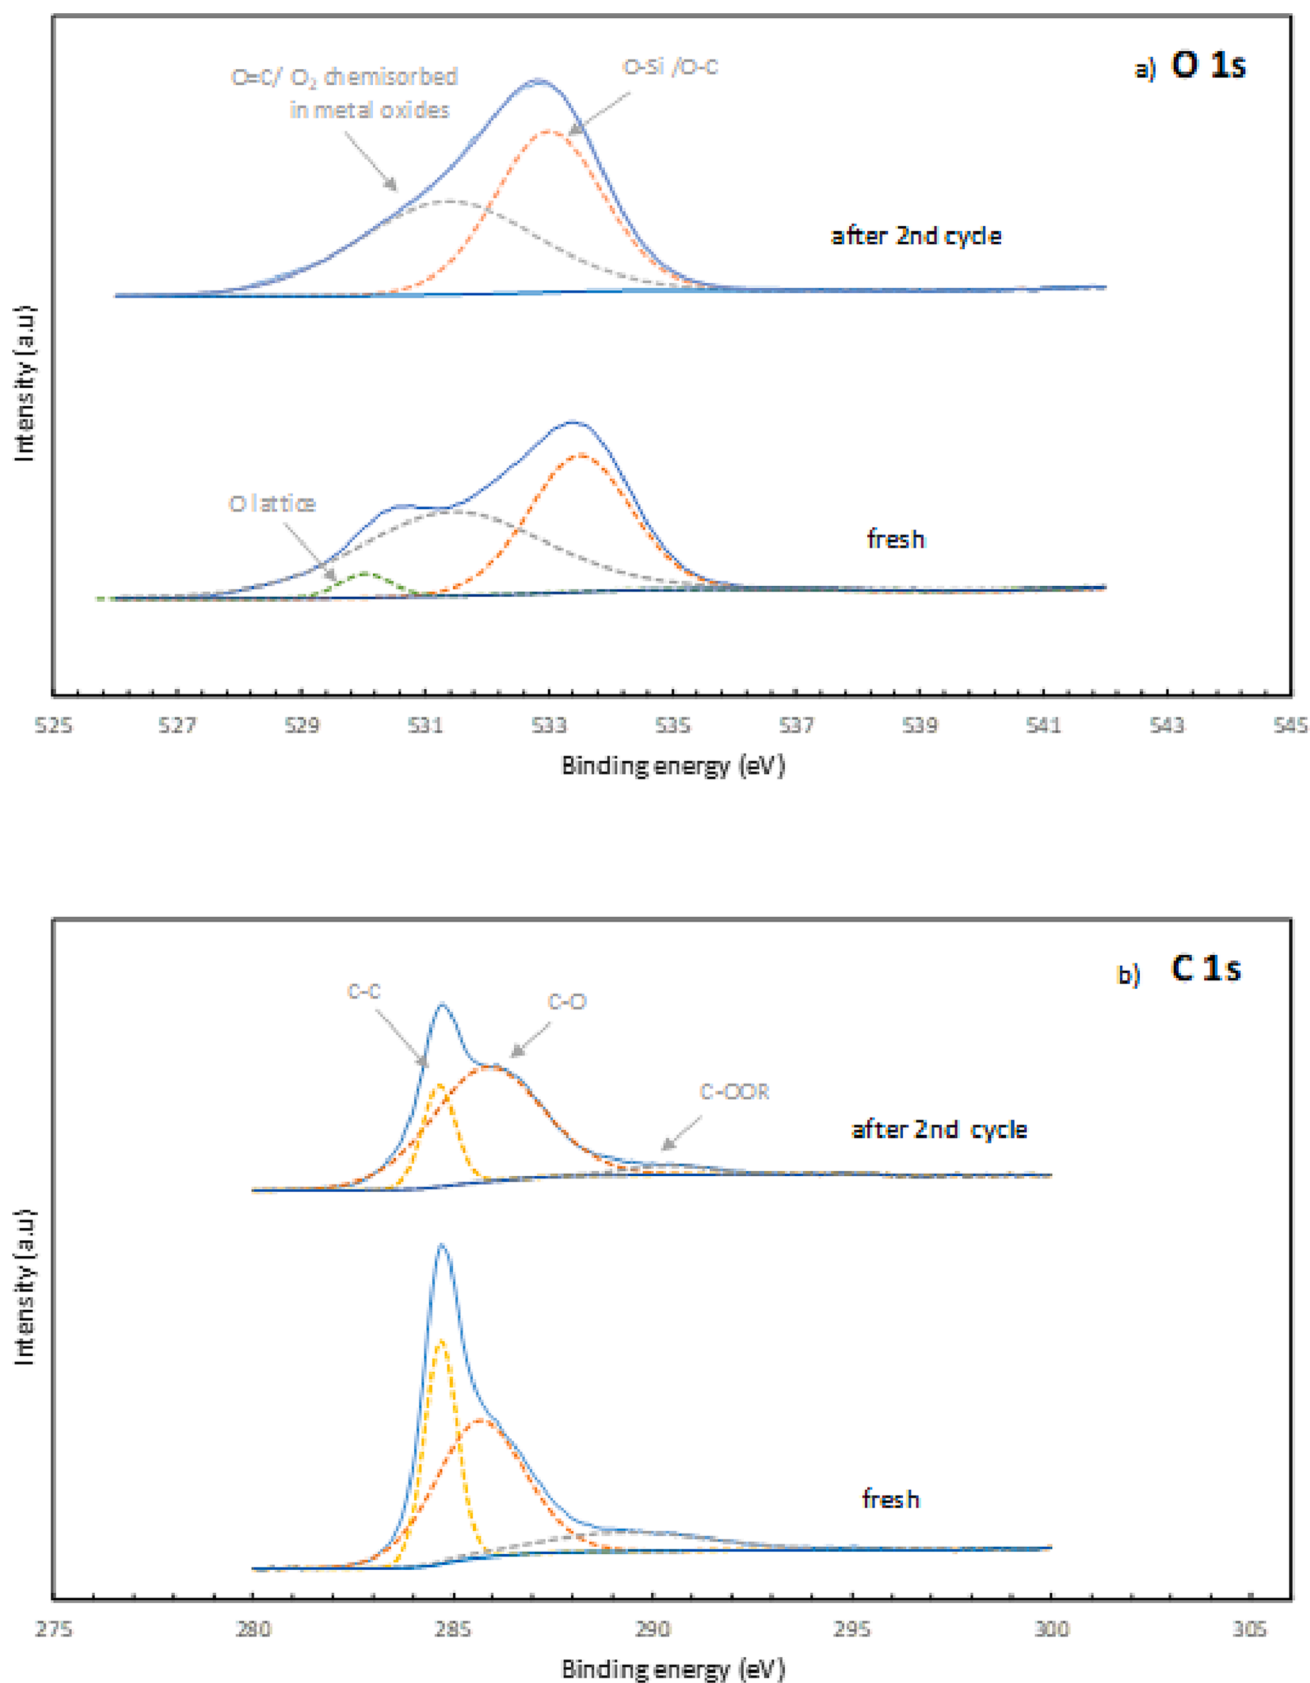 a) O 1s
O=C/ O₂ chemisorbed
in metal oxides
O-Si /O-C
after 2nd cycle
O lattice
fresh
Intensity (a.u)
525 527 529 531 533 535 537 539 541 543 545
Binding energy (eV)
b) C 1s
C-C
C-O
C-OOR
after 2nd cycle
fresh
Intensity (a.u)
275 280 285 290 295 300 305
Binding energy (eV)